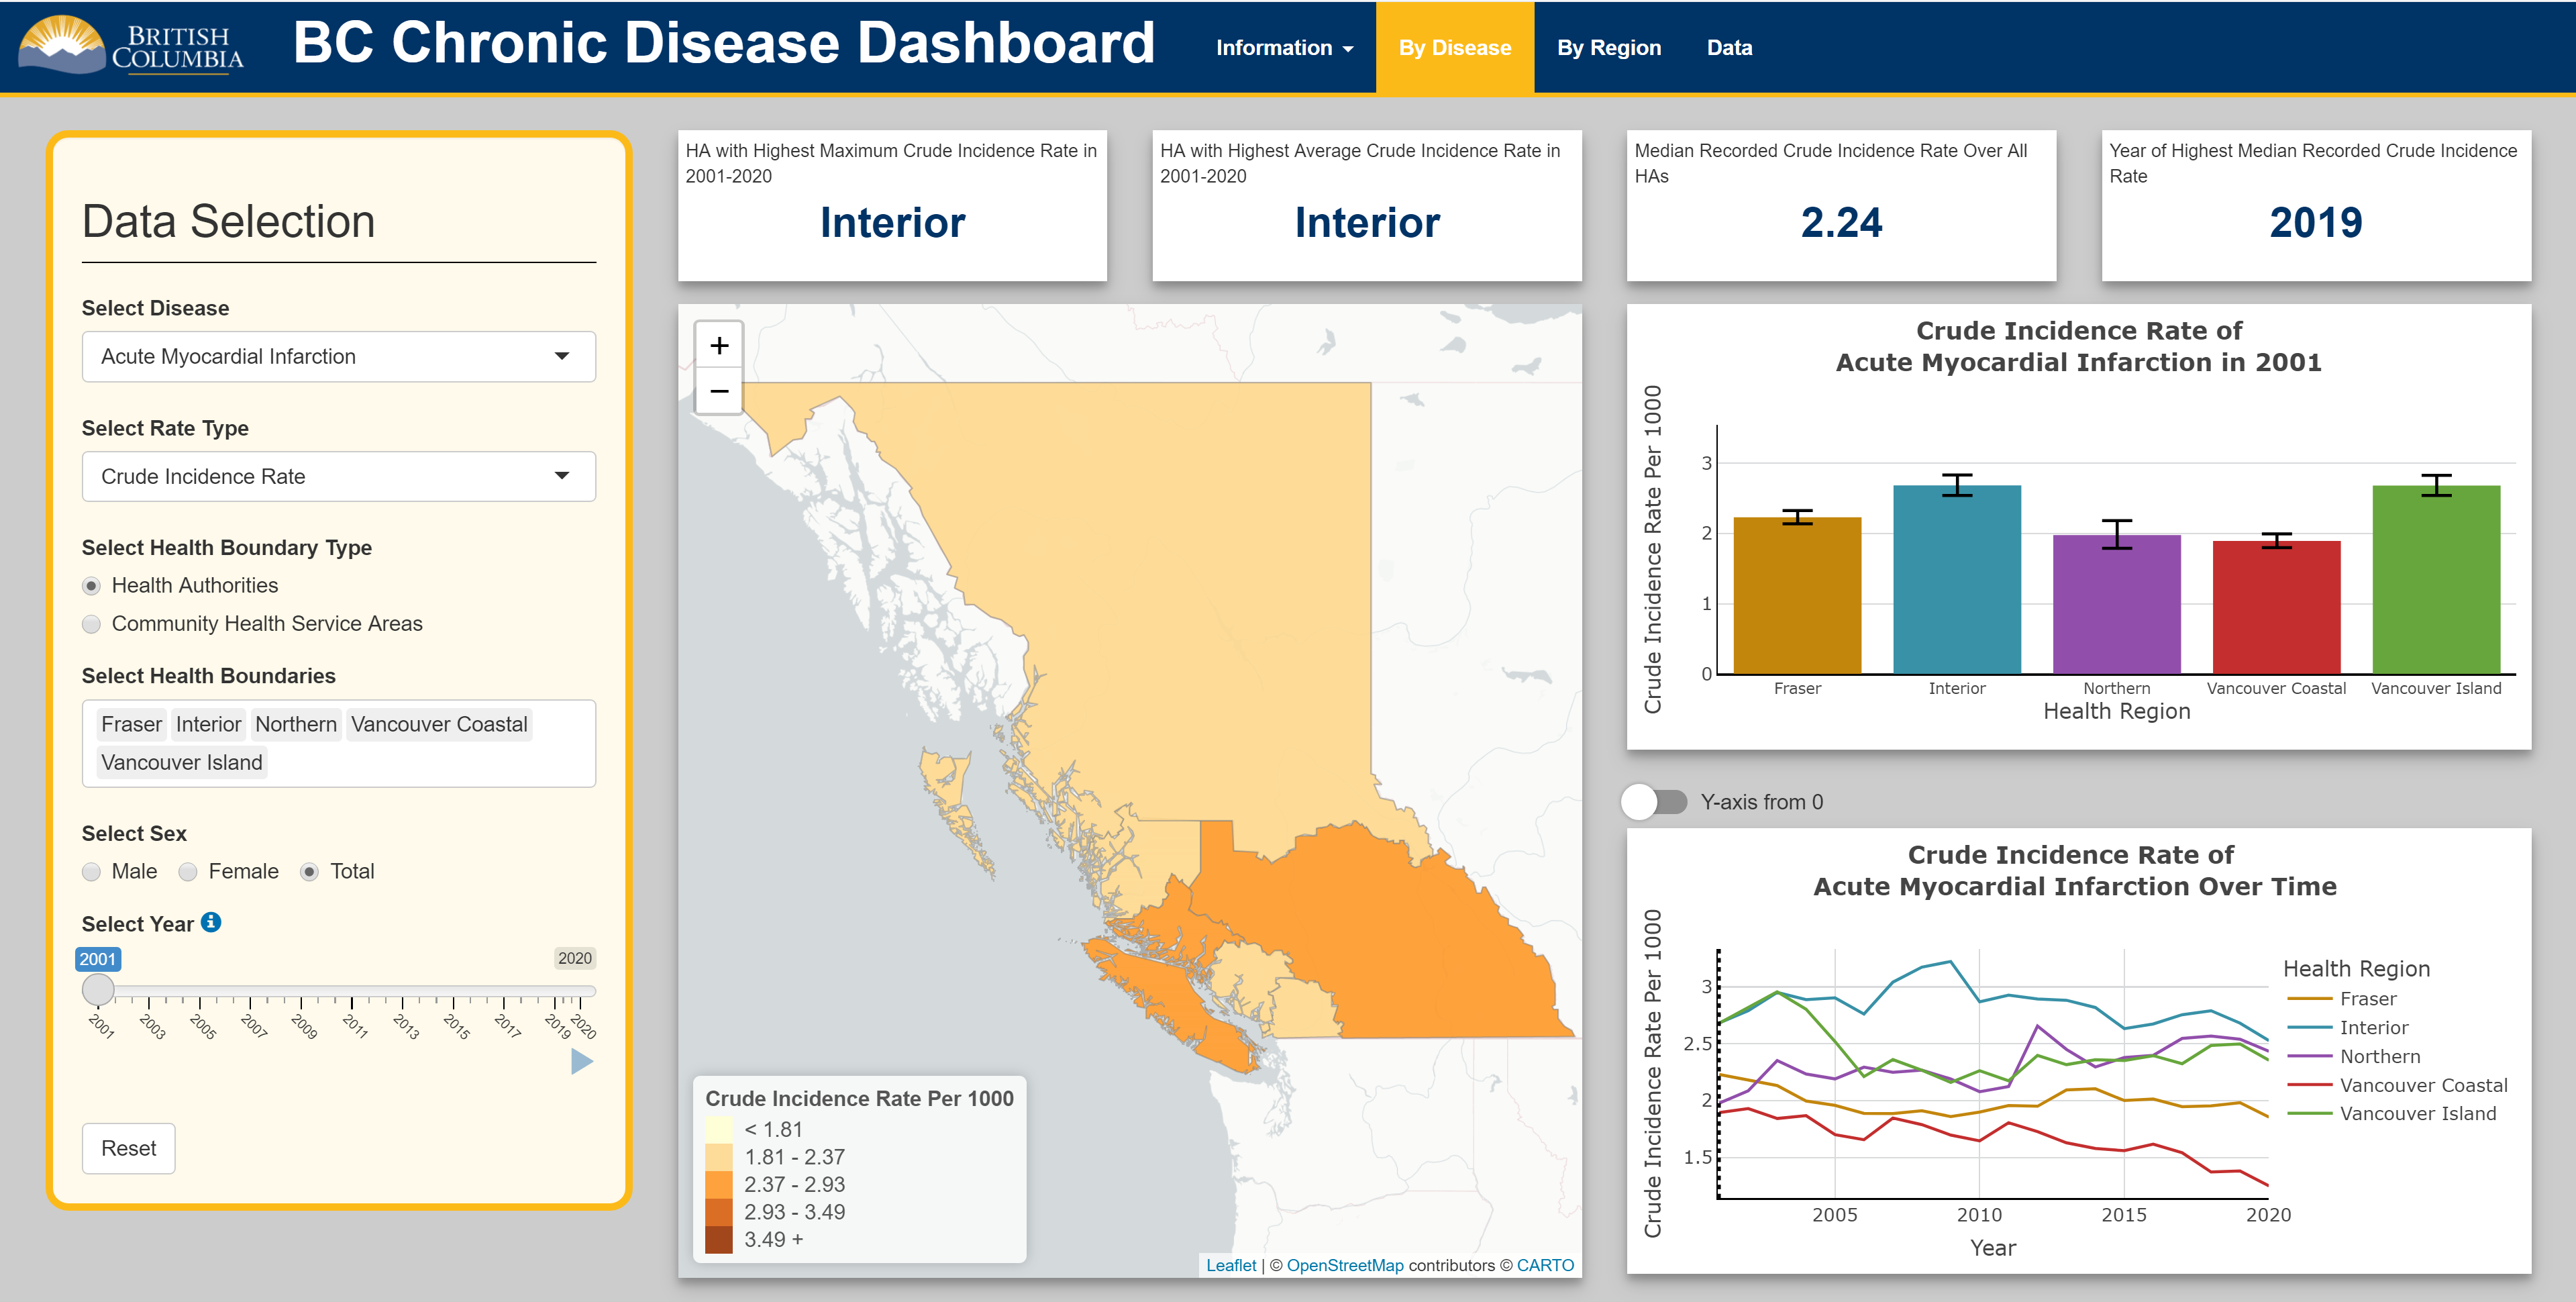 BRITISH
COLUMBIA
BC Chronic Disease Dashboard
Information
By Disease
By Region
Data
Data Selection
Select Disease
Acute Myocardial Infarction
Select Rate Type
Crude Incidence Rate
Select Health Boundary Type
Health Authorities
Community Health Service Areas
Select Health Boundaries
Fraser Interior Northern Vancouver Coastal
Vancouver Island
Select Sex
Male Female Total
Select Year
2001 2020
2001 2003 2005 2007 2009 2011 2013 2015 2017 2019 2020
Reset
HA with Highest Maximum Crude Incidence Rate in
2001-2020
Interior
HA with Highest Average Crude Incidence Rate in
2001-2020
Interior
Median Recorded Crude Incidence Rate Over All
HAs
2.24
Year of Highest Median Recorded Crude Incidence
Rate
2019
+
−
Crude Incidence Rate Per 1000
< 1.81
1.81 - 2.37
2.37 - 2.93
2.93 - 3.49
3.49 +
Leaflet | © OpenStreetMap contributors © CARTO
Crude Incidence Rate of
Acute Myocardial Infarction in 2001
Crude Incidence Rate Per 1000
3
2
1
0
Fraser Interior Northern Vancouver Coastal Vancouver Island
Health Region
Y-axis from 0
Crude Incidence Rate of
Acute Myocardial Infarction Over Time
Crude Incidence Rate Per 1000
3
2.5
2
1.5
2005 2010 2015 2020
Year
Health Region
Fraser
Interior
Northern
Vancouver Coastal
Vancouver Island